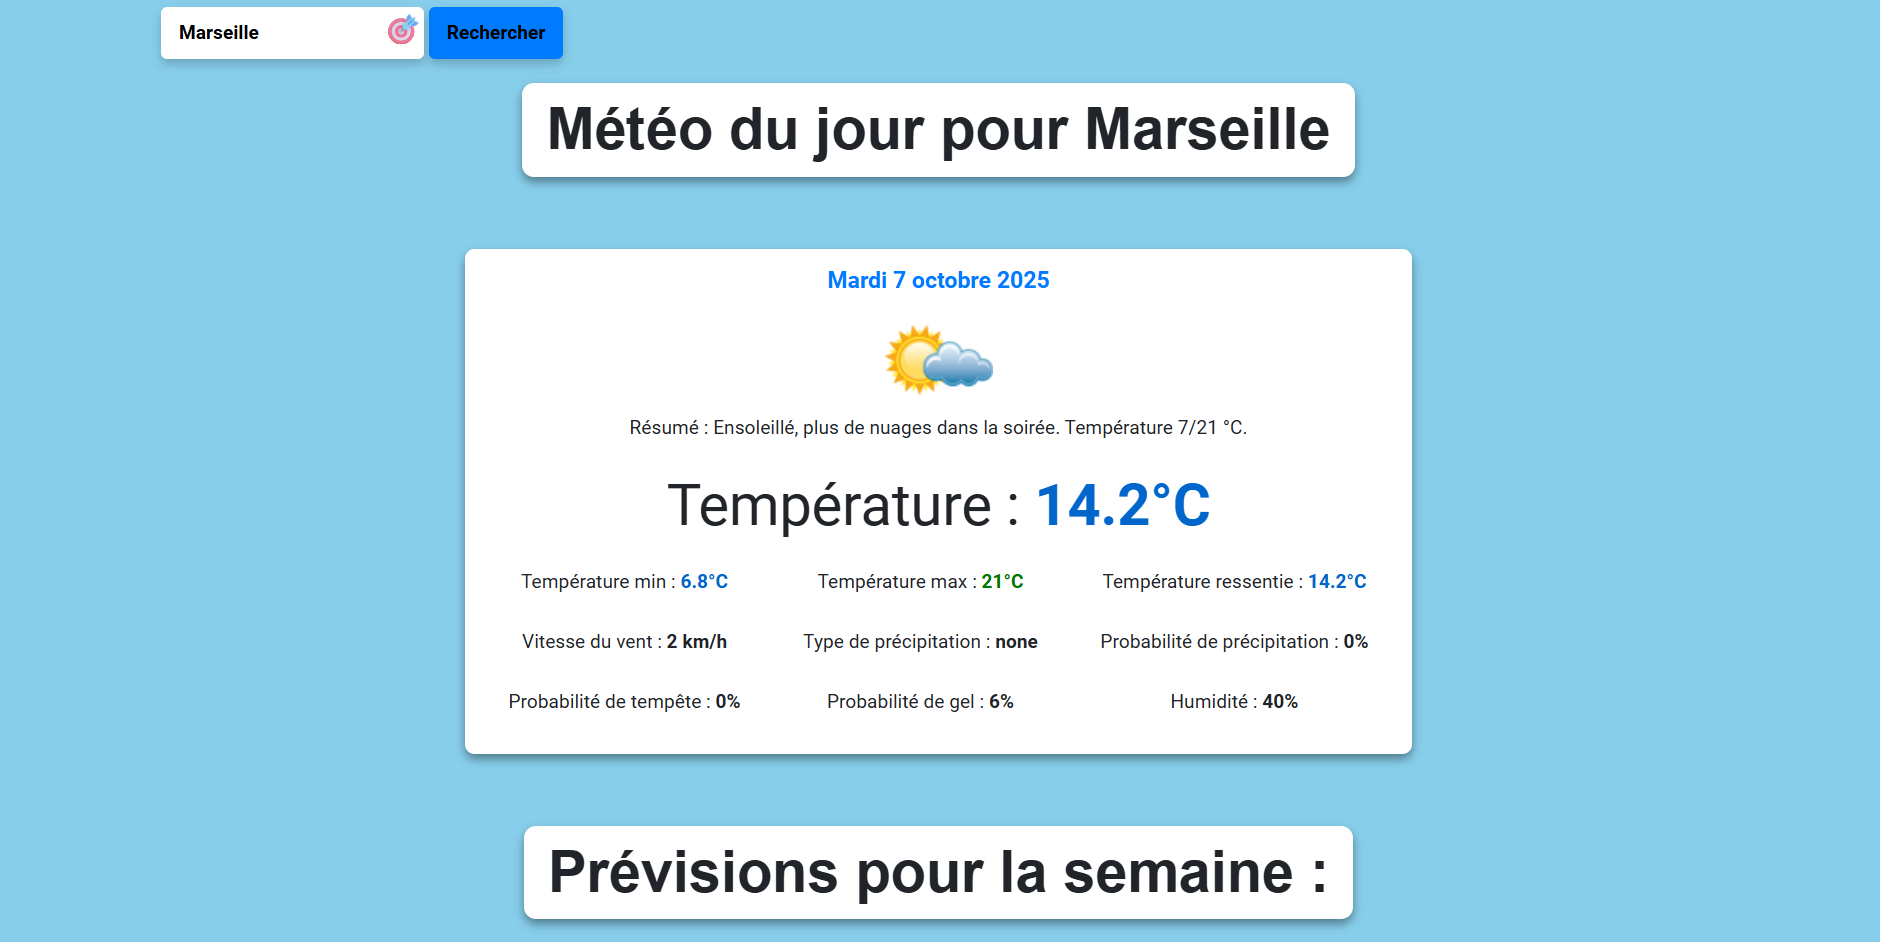 Marseille Rechercher
Météo du jour pour Marseille
Mardi 7 octobre 2025
Résumé : Ensoleillé, plus de nuages dans la soirée. Température 7/21 °C.
Température : 14.2°C
Température min : 6.8°C Température max : 21°C Température ressentie : 14.2°C
Vitesse du vent : 2 km/h Type de précipitation : none Probabilité de précipitation : 0%
Probabilité de tempête : 0% Probabilité de gel : 6% Humidité : 40%
Prévisions pour la semaine :